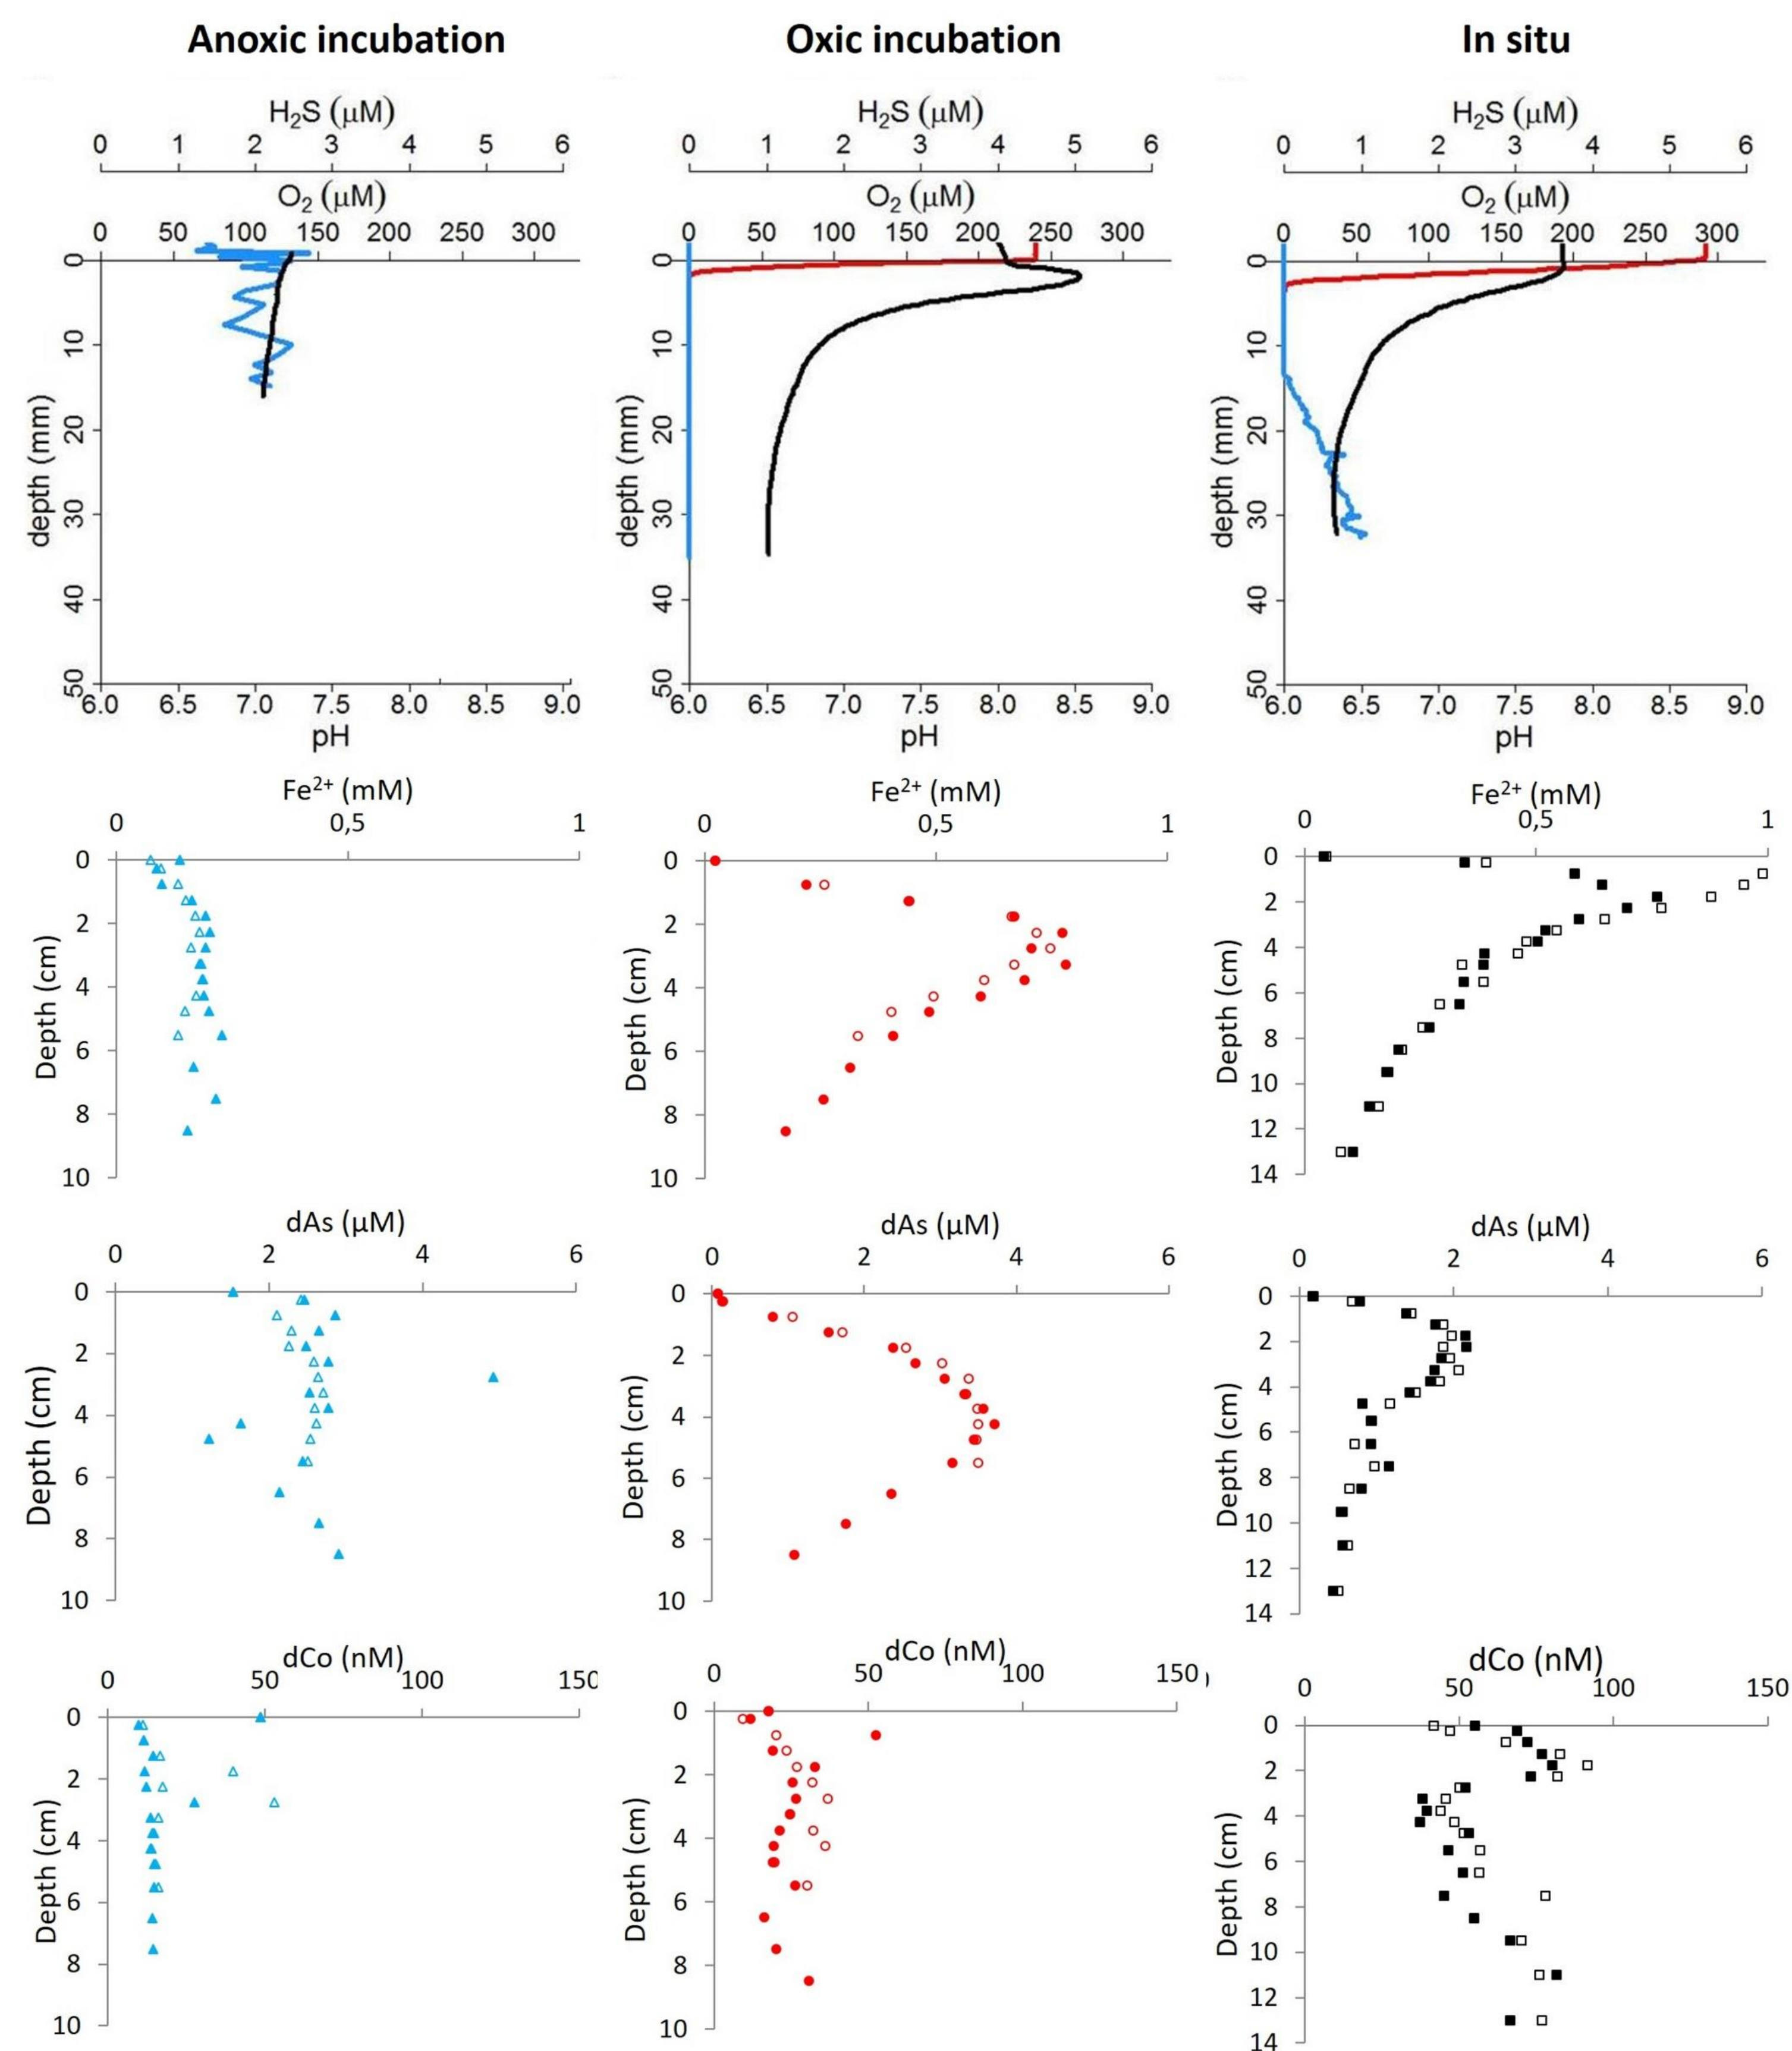 Anoxic incubation Oxic incubation In situ
H₂S (µM) H₂S (µM) H₂S (µM)
0 1 2 3 4 5 6 0 1 2 3 4 5 6 0 1 2 3 4 5 6
O₂ (µM) O₂ (µM) O₂ (µM)
0 50 100 150 200 250 300 0 50 100 150 200 250 300 0 50 100 150 200 250 300
depth (mm) depth (mm) depth (mm)
0 0 0
10 10 10
20 20 20
30 30 30
40 40 40
50 50 50
6.0 6.5 7.0 7.5 8.0 8.5 9.0 6.0 6.5 7.0 7.5 8.0 8.5 9.0 6.0 6.5 7.0 7.5 8.0 8.5 9.0
pH pH pH
Fe²⁺ (mM) Fe²⁺ (mM) Fe²⁺ (mM)
0 0,5 1 0 0,5 1 0 0,5 1
Depth (cm) Depth (cm) Depth (cm)
0 0 0
2 2 2
4 4 4
6 6 6
8 8 8
10 10 10
12
14
dAs (µM) dAs (µM) dAs (µM)
0 2 4 6 0 2 4 6 0 2 4 6
Depth (cm) Depth (cm) Depth (cm)
0 0 0
2 2 2
4 4 4
6 6 6
8 8 8
10 10 10
12
14
dCo (nM) dCo (nM) dCo (nM)
0 50 100 150 0 50 100 150 0 50 100 150
Depth (cm) Depth (cm) Depth (cm)
0 0 0
2 2 2
4 4 4
6 6 6
8 8 8
10 10 10
12
14